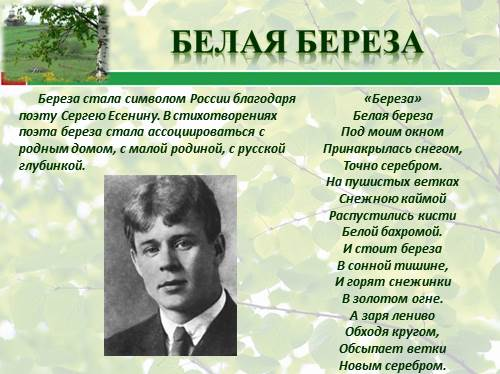 БЕЛАЯ БЕРЕЗА
Береза стала символом России благодаря
поэту Сергею Есенину. В стихотворениях
поэта береза стала ассоциироваться с
родным домом, с малой родиной, с русской
глубинкой.
«Береза»
Белая береза
Под моим окном
Принакрылась снегом,
Точно серебром.
На пушистых ветках
Снежною каймой
Распустились кисти
Белой бахромой.
И стоит береза
В сонной тишине,
И горят снежинки
В золотом огне.
А заря лениво
Обходя кругом,
Обсыпает ветки
Новым серебром.